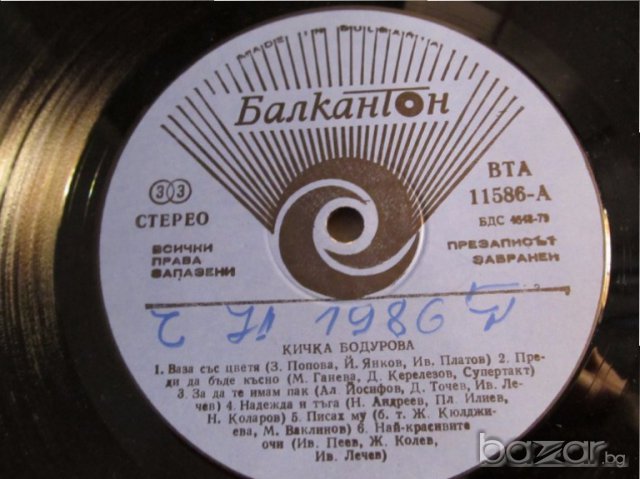 MADE IN BULGARIA
Балкантон
33
СТЕРЕО
ВСИЧКИ
ПРАВА
ЗАПАЗЕНИ
ВТА
11586-А
БДС 4648-79
ПРЕЗАПИСЪТ
ЗАБРАНЕН
1986
КИЧКА БОДУРОВА
1. Ваза със цветя (З. Попова, Й. Янков, Ив. Платов) 2. Пре-
ди да бъде късно (М. Ганева, Д. Керелезов, Супертакт)
3. За да те имам пак (Ал. Йосифов, Д. Точев, Ив. Ле-
чев) 4. Надежда и тъга (Н. Андреев, Пл. Илиев,
Н. Коларов) 5. Писах му (б. т. Ж. Кюлджи-
ева, М. Ваклинов) 6. Най-красивите
очи (Ив. Пеев, Ж. Колев,
Ив. Лечев)
bazar.bg